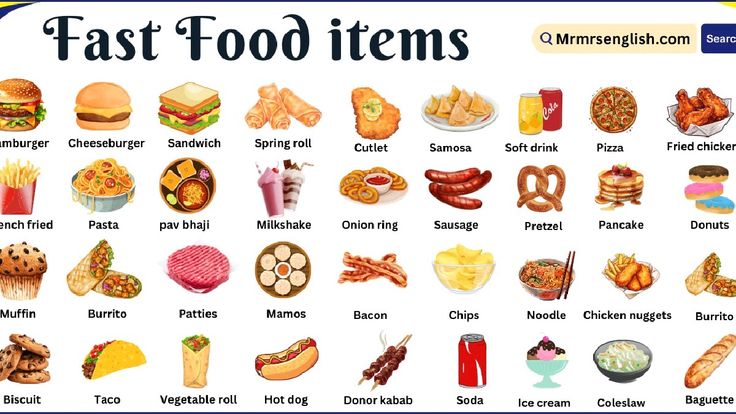 Fast Food items
Mrmrsenglish.com
Searc
amburger
Cheeseburger
Sandwich
Spring roll
Cutlet
Samosa
Soft drink
Pizza
Fried chicken
ench fried
Pasta
pav bhaji
Milkshake
Onion ring
Sausage
Pretzel
Pancake
Donuts
Muffin
Burrito
Patties
Mamos
Bacon
Chips
Noodle
Chicken nuggets
Burrito
Biscuit
Taco
Vegetable roll
Hot dog
Donor kabab
Soda
Ice cream
Coleslaw
Baguette